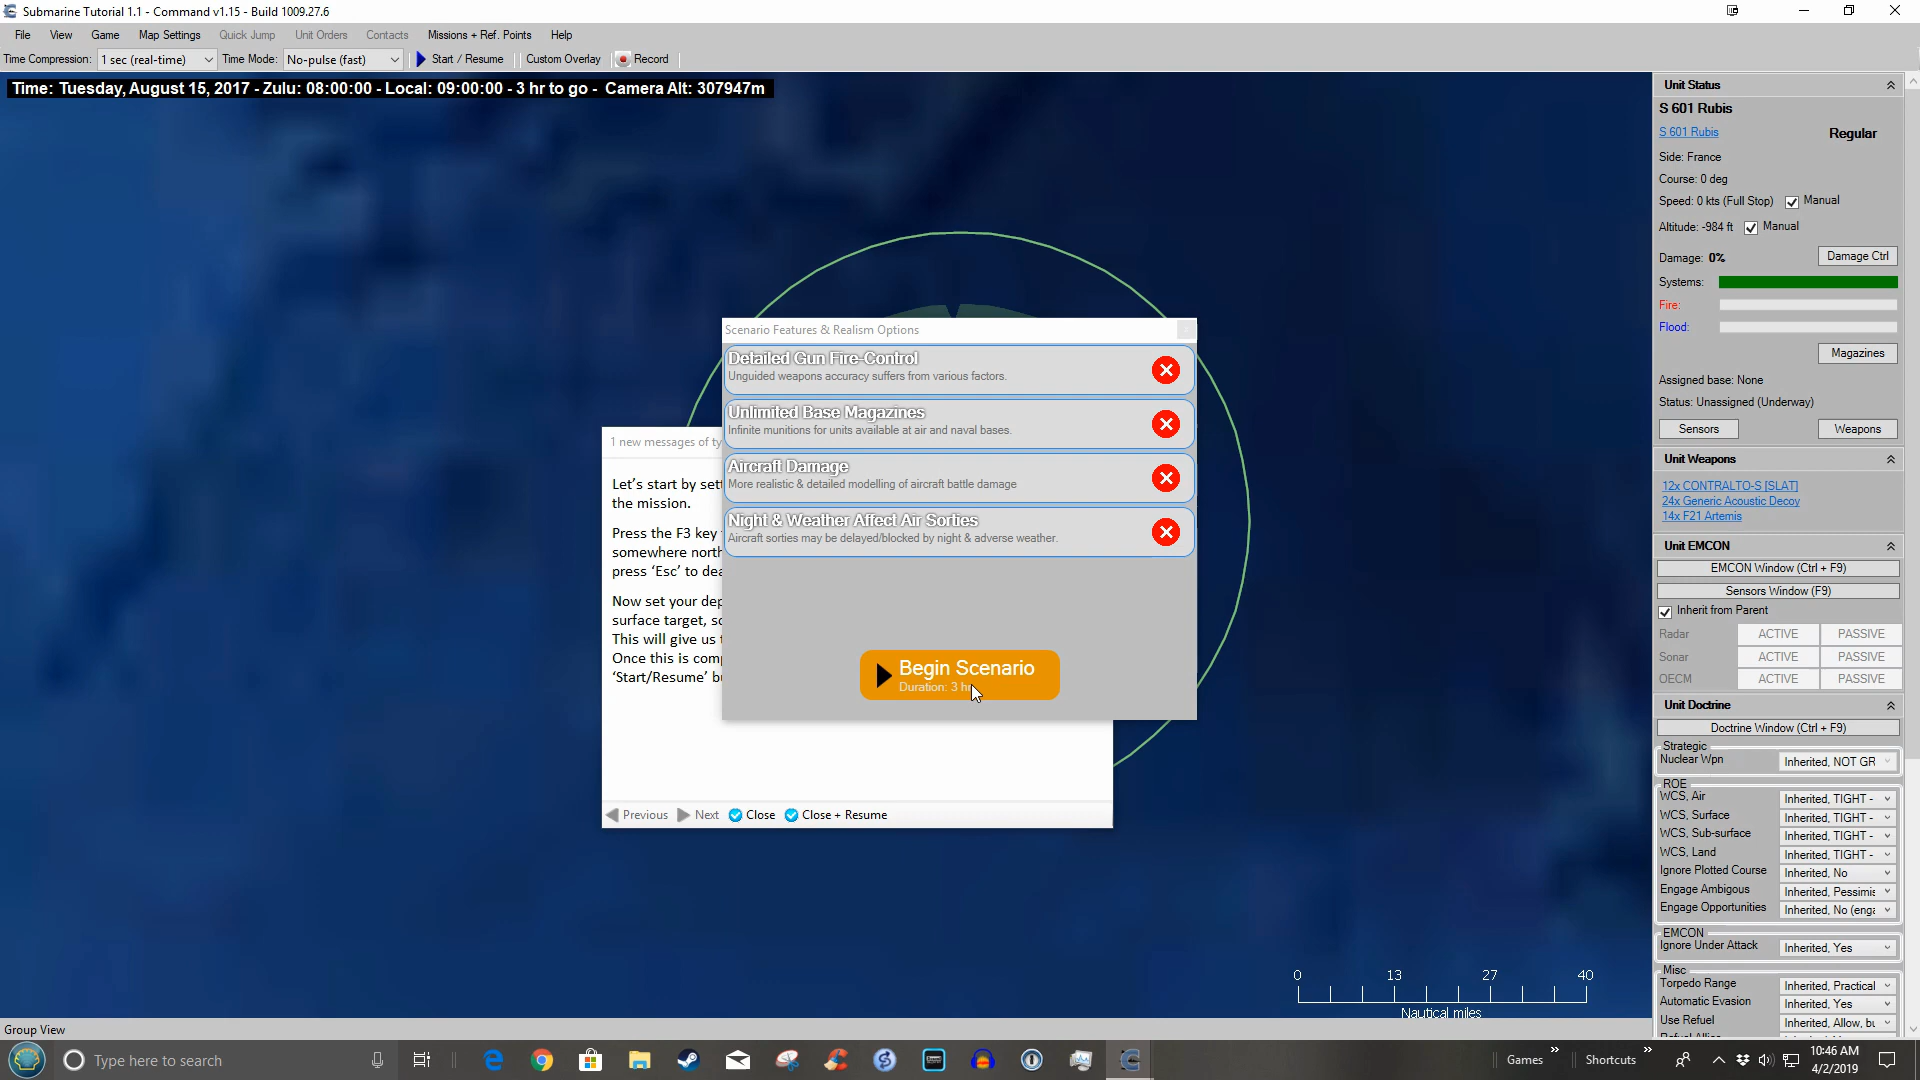 Submarine Tutorial 1.1 - Command v1.15 - Build 1009.27.6
File View Game Map Settings Quick Jump Unit Orders Contacts Missions + Ref. Points Help
Time Compression: 1 sec (real-time) Time Mode: No-pulse (fast) Start / Resume Custom Overlay Record
Time: Tuesday, August 15, 2017 - Zulu: 08:00:00 - Local: 09:00:00 - 3 hr to go - Camera Alt: 307947m
Scenario Features & Realism Options
Detailed Gun Fire-Control
Unguided weapons accuracy suffers from various factors.
Unlimited Base Magazines
Infinite munitions for units available at air and naval bases.
Aircraft Damage
More realistic & detailed modelling of aircraft battle damage
Night & Weather Affect Air Sorties
Aircraft sorties may be delayed/blocked by night & adverse weather.
Begin Scenario
Duration: 3
1 new messages of
Let's start by
the mission.
Press the F3 key
somewhere
press 'Esc' to
Now set your
surface target,
This will give us
Once this is
'Start/Resume'
Previous Next Close Close + Resume
0 13 27 40
Nautical miles
Unit Status
S 601 Rubis
S 601 Rubis Regular
Side: France
Course: 0 deg
Speed: 0 kts (Full Stop) Manual
Altitude: -984 ft Manual
Damage: 0% Damage Ctrl
Systems:
Fire:
Flood:
Magazines
Assigned base: None
Status: Unassigned (Underway)
Sensors Weapons
Unit Weapons
12x CONTRALTO-S [SLAT]
24x Generic Acoustic Decoy
14x F21 Artemis
Unit EMCON
EMCON Window (Ctrl + F9)
Sensors Window (F9)
Inherit from Parent
Radar ACTIVE PASSIVE
Sonar ACTIVE PASSIVE
OECM ACTIVE PASSIVE
Unit Doctrine
Doctrine Window (Ctrl + F9)
Strategic
Nuclear Wpn Inherited, NOT GR
ROE
WCS, Air Inherited, TIGHT -
WCS, Surface Inherited, TIGHT -
WCS, Sub-surface Inherited, TIGHT -
WCS, Land Inherited, TIGHT -
Ignore Plotted Course Inherited, No
Engage Ambiguous Inherited, Pessimis
Engage Opportunities Inherited, No (enga
EMCON
Ignore Under Attack Inherited, Yes
Misc
Torpedo Range Inherited, Practical
Automatic Evasion Inherited, Yes
Use Refuel Inherited, Allow, bu
Group View
Type here to search
Games Shortcuts 10:46 AM
4/2/2019